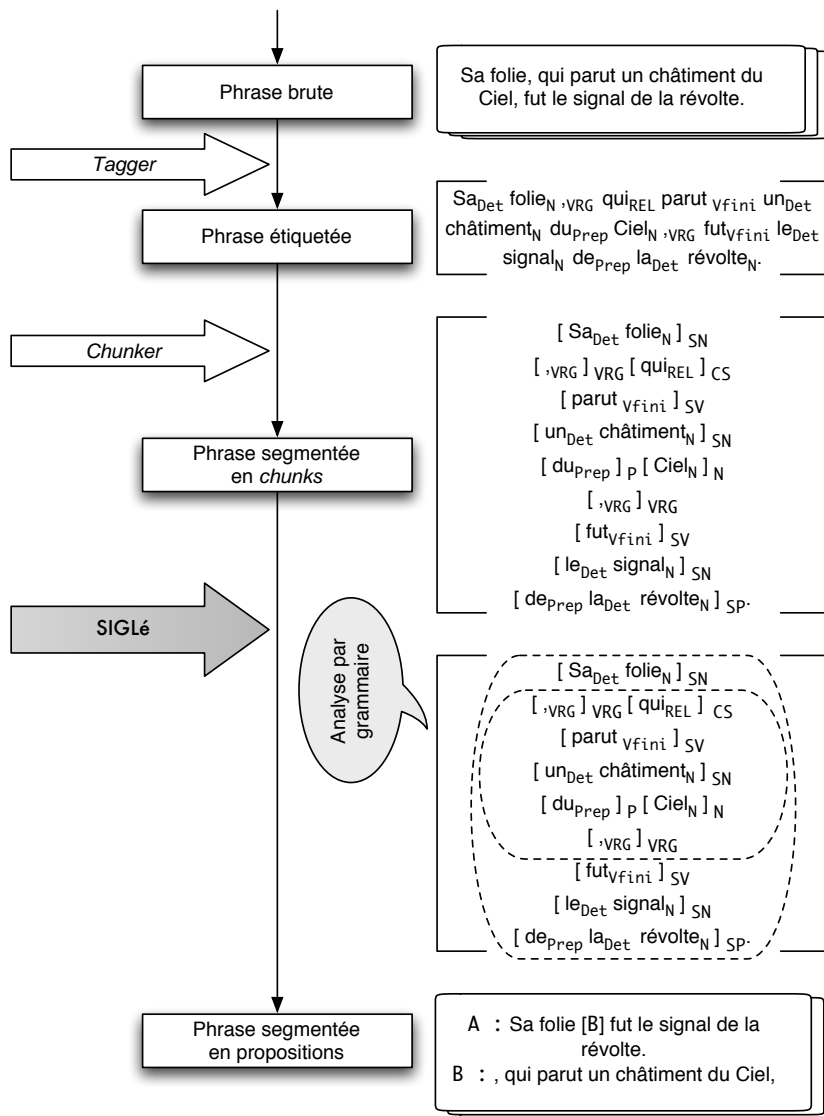 Phrase brute
Sa folie, qui parut un châtiment du
Ciel, fut le signal de la révolte.
Tagger
Phrase étiquetée
Sa_Det folie_N ,_VRG qui_REL parut _Vfini un_Det
châtiment_N du_Prep Ciel_N ,_VRG fut_Vfini le_Det
signal_N de_Prep la_Det révolte_N.
Chunker
Phrase segmentée
en chunks
[ Sa_Det folie_N ] SN
[ ,VRG ] VRG [ qui_REL ] CS
[ parut _Vfini ] SV
[ un_Det châtiment_N ] SN
[ du_Prep ] P [ Ciel_N ] N
[ ,VRG ] VRG
[ fut_Vfini ] SV
[ le_Det signal_N ] SN
[ de_Prep la_Det révolte_N ] SP.
SIGLé
Analyse par
grammaire
[ Sa_Det folie_N ] SN
[ ,VRG ] VRG [ qui_REL ] CS
[ parut _Vfini ] SV
[ un_Det châtiment_N ] SN
[ du_Prep ] P [ Ciel_N ] N
[ ,VRG ] VRG
[ fut_Vfini ] SV
[ le_Det signal_N ] SN
[ de_Prep la_Det révolte_N ] SP.
Phrase segmentée
en propositions
A : Sa folie [B] fut le signal de la
révolte.
B : , qui parut un châtiment du Ciel,